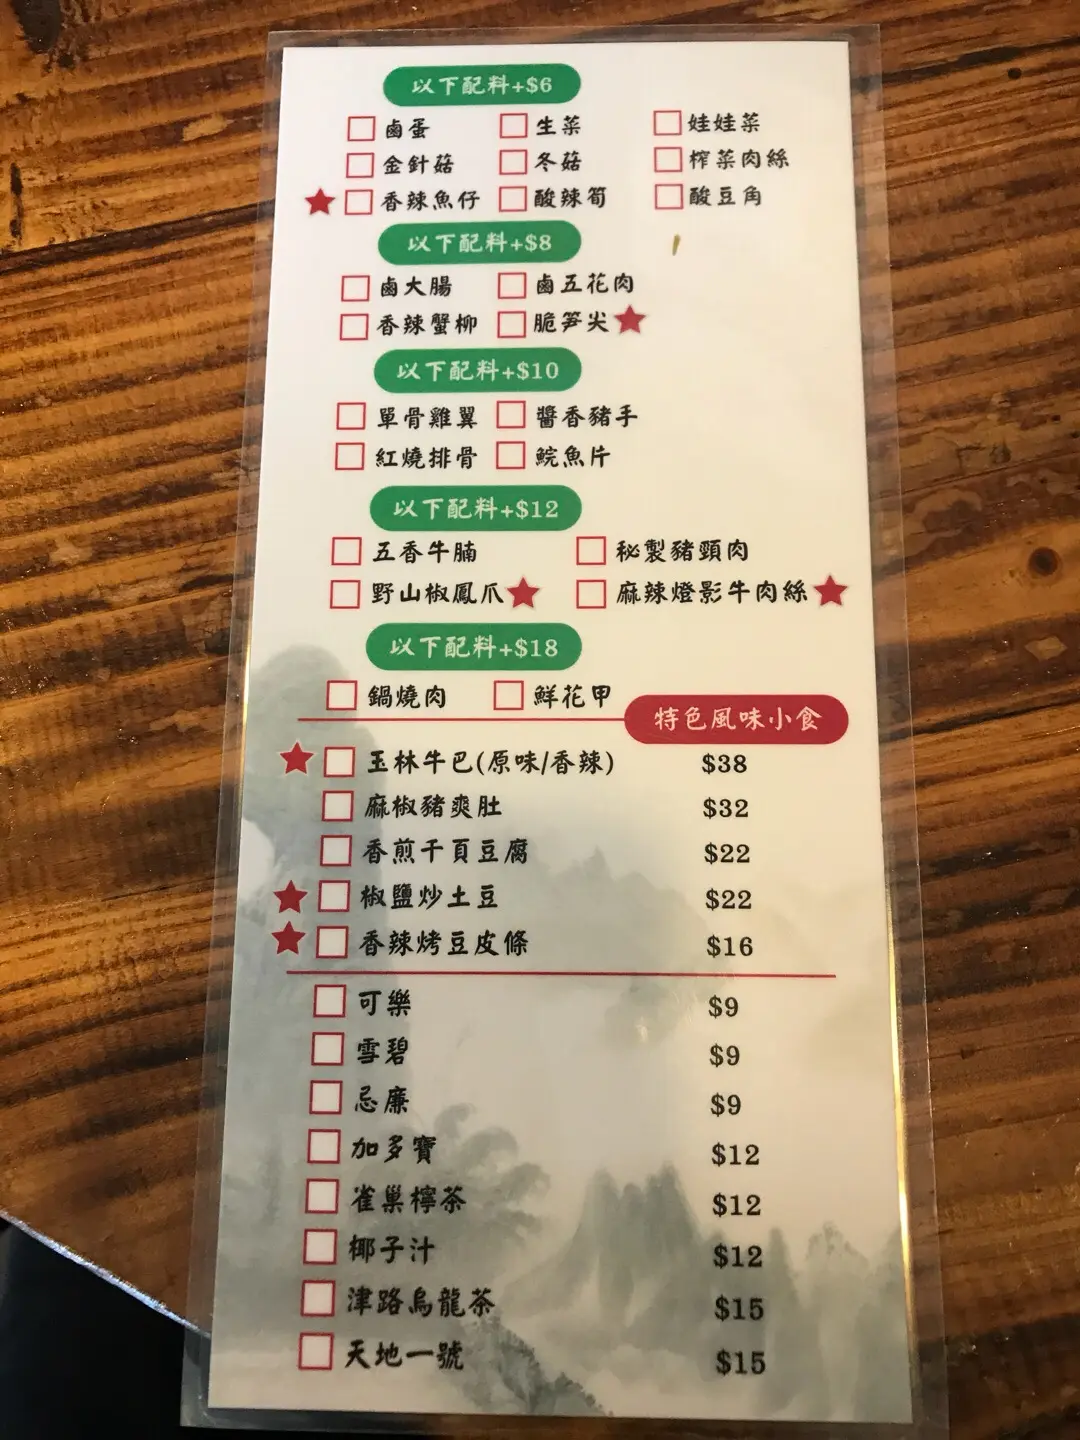 以下配料+$6
鹵蛋 生菜 娃娃菜
金針菇 冬菇 榨菜肉絲
香辣魚仔 酸辣筍 酸豆角
以下配料+$8
鹵大腸 鹵五花肉
香辣蟹柳 脆笋尖
以下配料+$10
單骨雞翼 醬香豬手
紅燒排骨 鯇魚片
以下配料+$12
五香牛腩 秘製豬頸肉
野山椒鳳爪 麻辣燈影牛肉絲
以下配料+$18
鍋燒肉 鮮花甲
特色風味小食
玉林牛巴(原味/香辣) $38
麻椒豬爽肚 $32
香煎千頁豆腐 $22
椒鹽炒土豆 $22
香辣烤豆皮條 $16
可樂 $9
雪碧 $9
忌廉 $9
加多寶 $12
雀巢檸茶 $12
椰子汁 $12
津路烏龍茶 $15
天地一號 $15